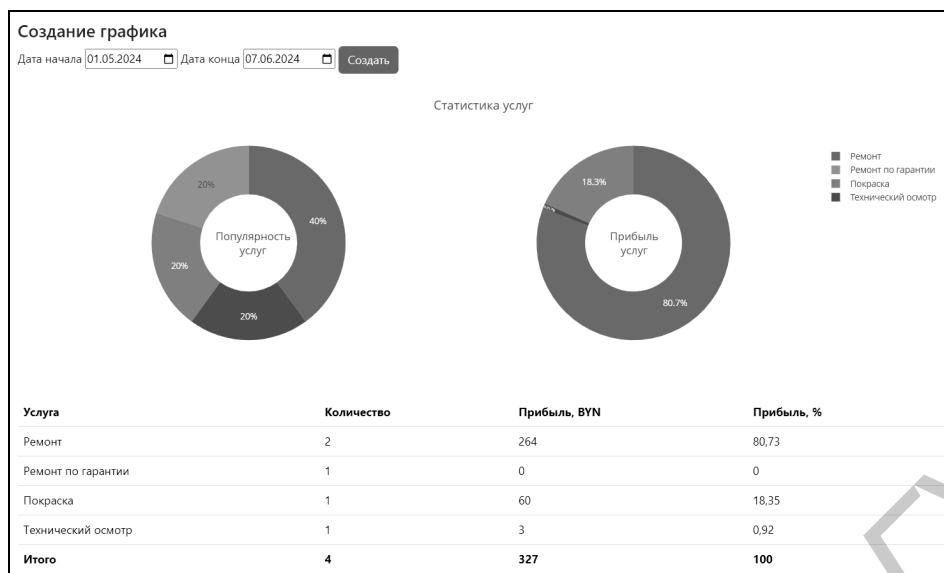 Создание графика
Дата начала 01.05.2024 Дата конца 07.06.2024 Создать
Статистика услуг
20%
40%
20%
20%
Популярность
услуг
18.3%
80.7%
Прибыль
услуг
Ремонт
Ремонт по гарантии
Покраска
Технический осмотр
Услуга Количество Прибыль, BYN Прибыль, %
Ремонт 2 264 80,73
Ремонт по гарантии 1 0 0
Покраска 1 60 18,35
Технический осмотр 1 3 0,92
Итого 4 327 100